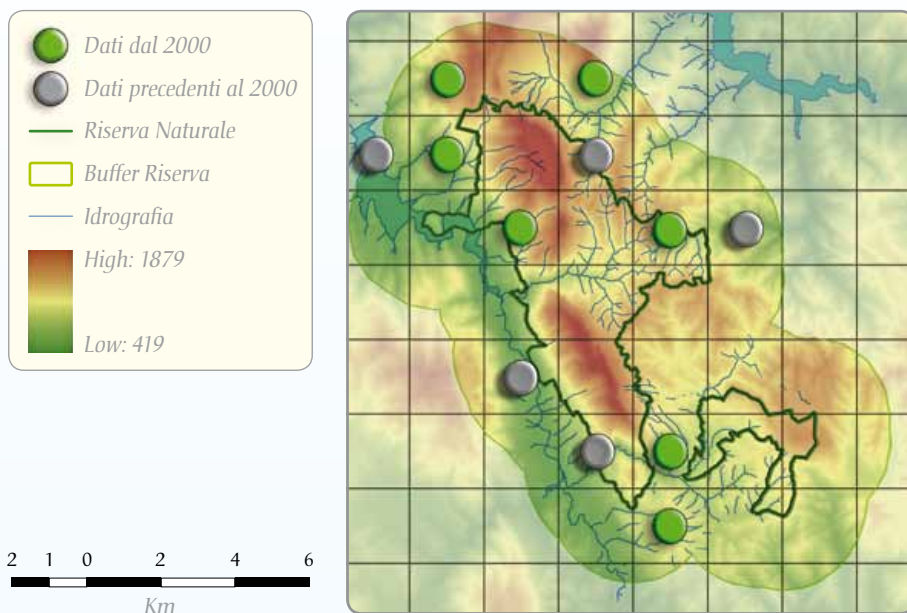 Dati dal 2000
Dati precedenti al 2000
Riserva Naturale
Buffer Riserva
Idrografia
High: 1879
Low: 419
2 1 0 2 4 6
Km